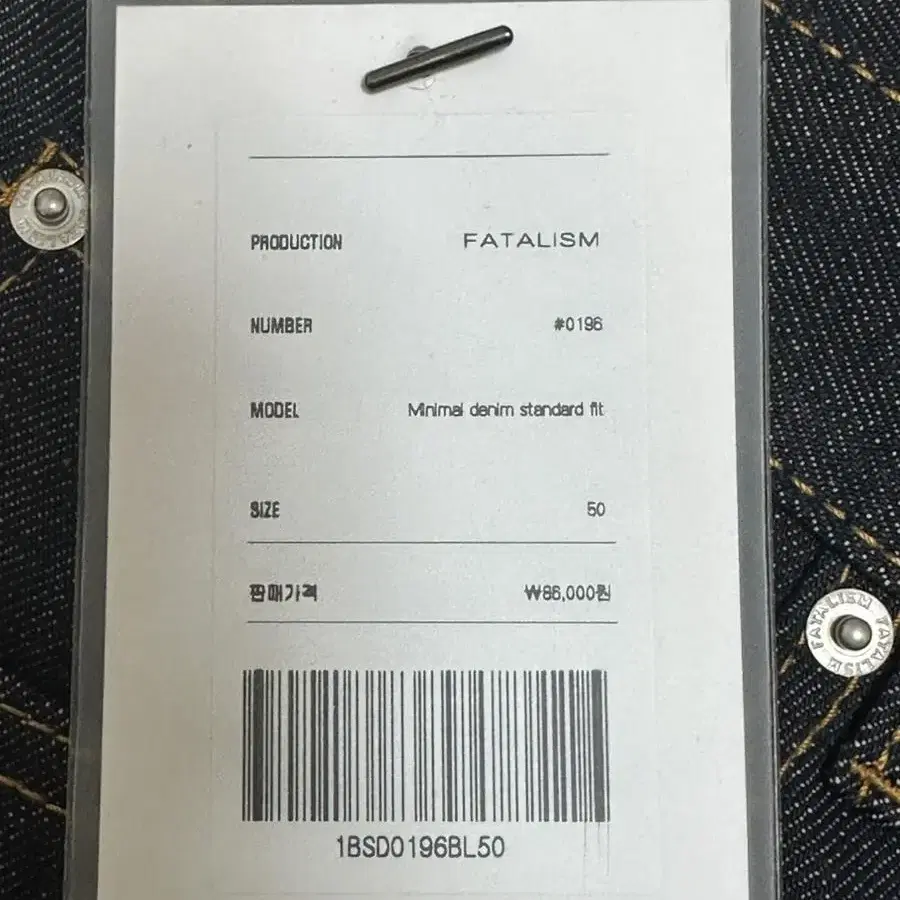 PRODUCTION FATALISM
NUMBER #0196
MODEL Minimal denim standard fit
SIZE 50
판매가격 ₩86,000원
1BSD0196BL50
FATALISM FATALISM